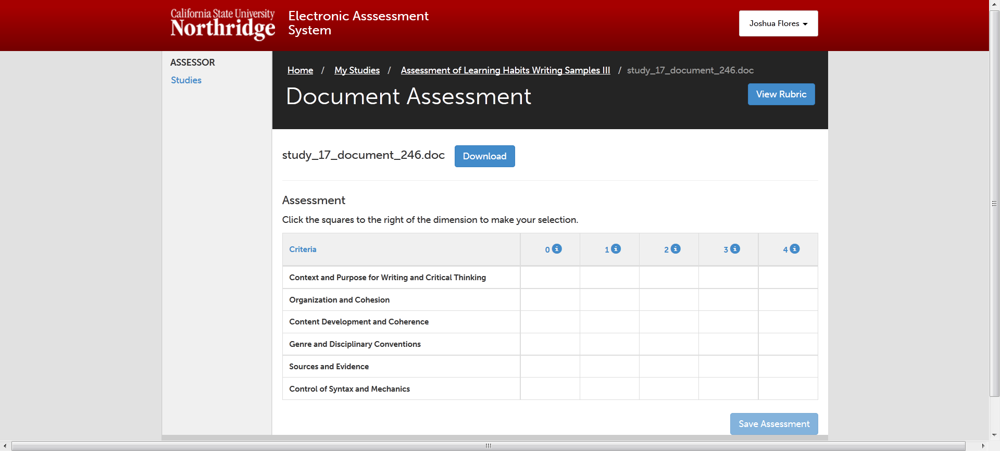 California State University
Northridge
Electronic Asssessment
System
Joshua Flores
ASSESSOR
Studies
Home / My Studies / Assessment of Learning Habits Writing Samples III / study_17_document_246.doc
Document Assessment
View Rubric
study_17_document_246.doc
Download
Assessment
Click the squares to the right of the dimension to make your selection.
Criteria 0 1 2 3 4
Context and Purpose for Writing and Critical Thinking
Organization and Cohesion
Content Development and Coherence
Genre and Disciplinary Conventions
Sources and Evidence
Control of Syntax and Mechanics
Save Assessment